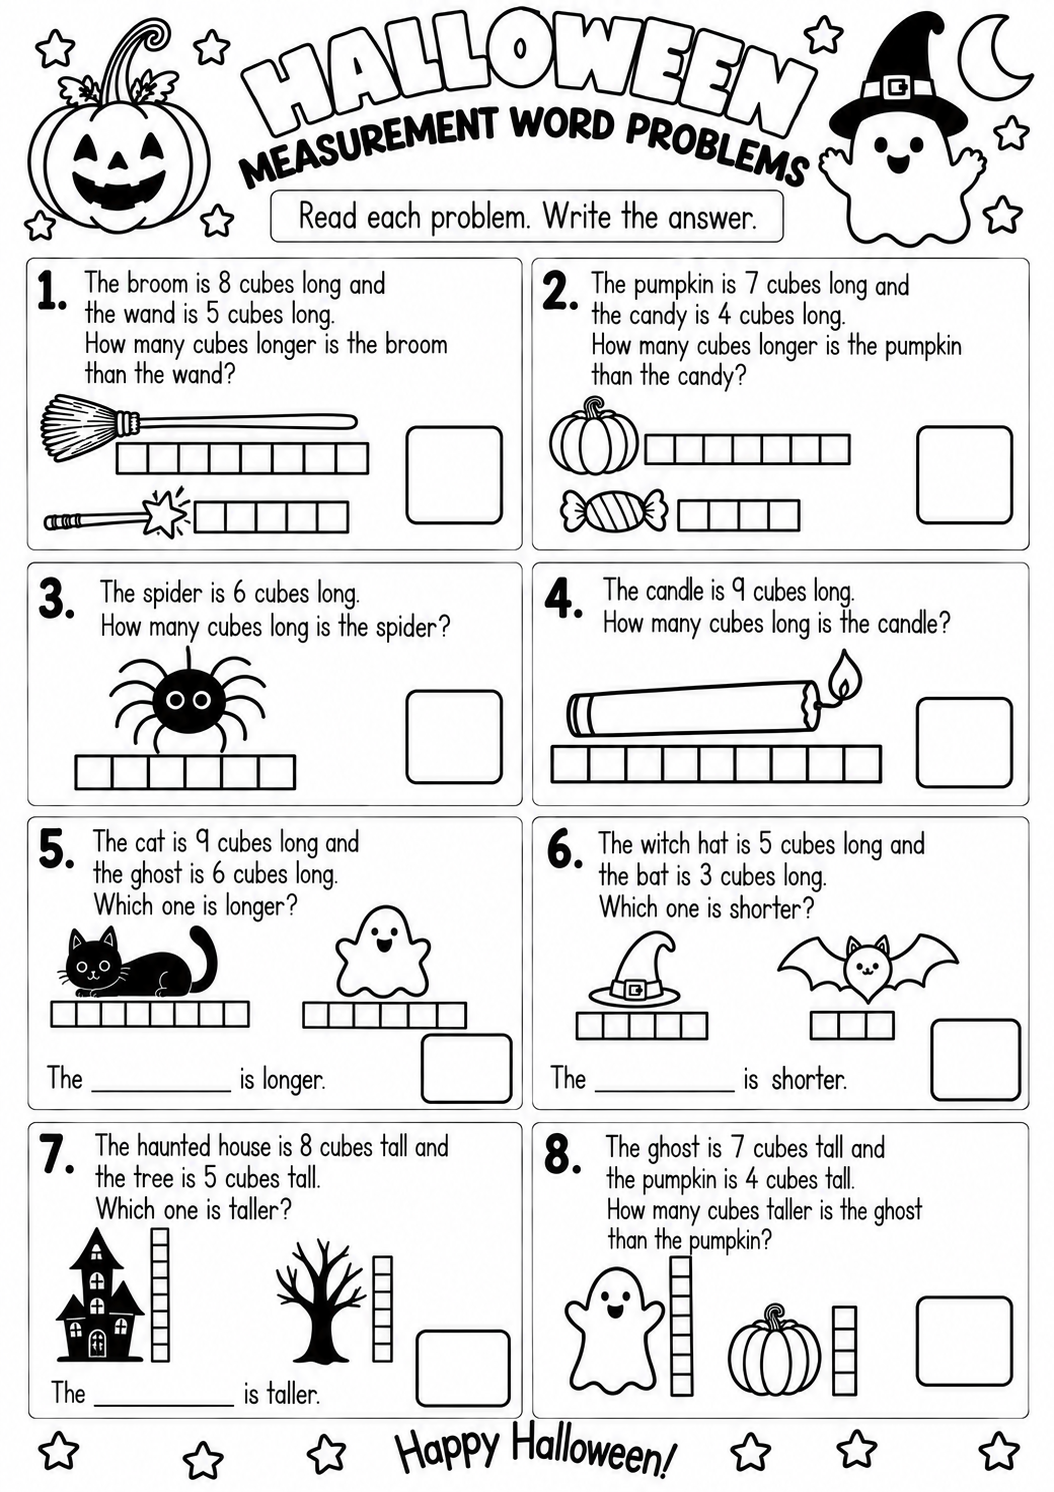 HALLOWEEN
MEASUREMENT WORD PROBLEMS
Read each problem. Write the answer.
1. The broom is 8 cubes long and
the wand is 5 cubes long.
How many cubes longer is the broom
than the wand?
2. The pumpkin is 7 cubes long and
the candy is 4 cubes long.
How many cubes longer is the pumpkin
than the candy?
3. The spider is 6 cubes long.
How many cubes long is the spider?
4. The candle is 9 cubes long.
How many cubes long is the candle?
5. The cat is 9 cubes long and
the ghost is 6 cubes long.
Which one is longer?
The __________ is longer.
6. The witch hat is 5 cubes long and
the bat is 3 cubes long.
Which one is shorter?
The __________ is shorter.
7. The haunted house is 8 cubes tall and
the tree is 5 cubes tall.
Which one is taller?
The __________ is taller.
8. The ghost is 7 cubes tall and
the pumpkin is 4 cubes tall.
How many cubes taller is the ghost
than the pumpkin?
Happy Halloween!